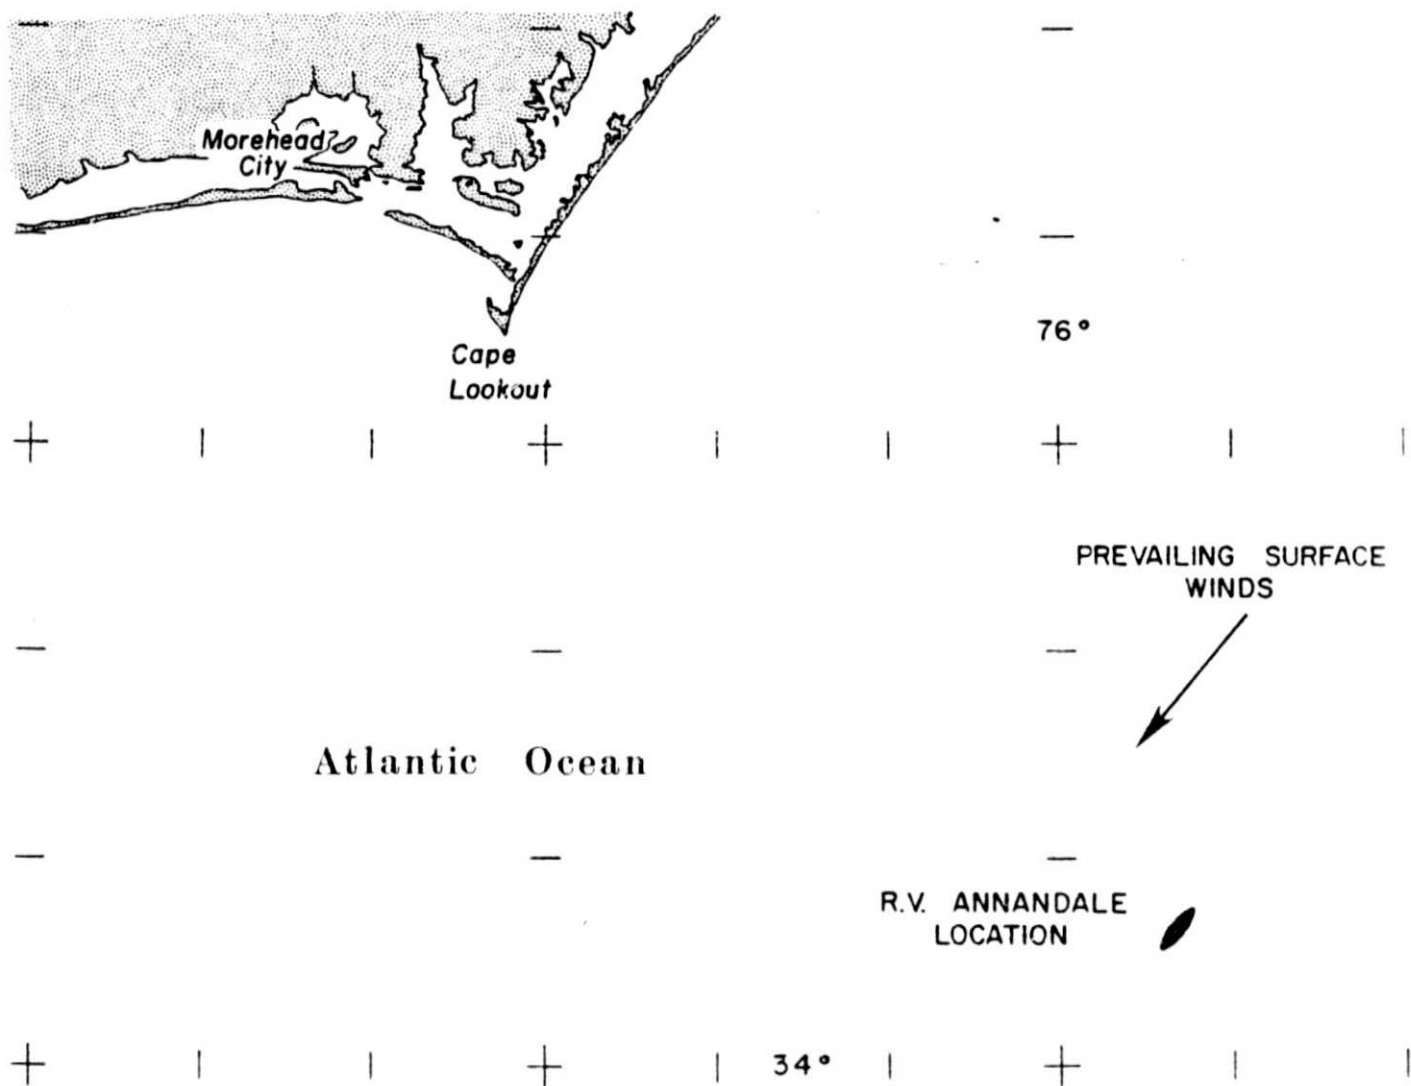 Morehead
City
Cape
Lookout
76°
PREVAILING SURFACE
WINDS
Atlantic Ocean
R.V. ANNANDALE
LOCATION
34°